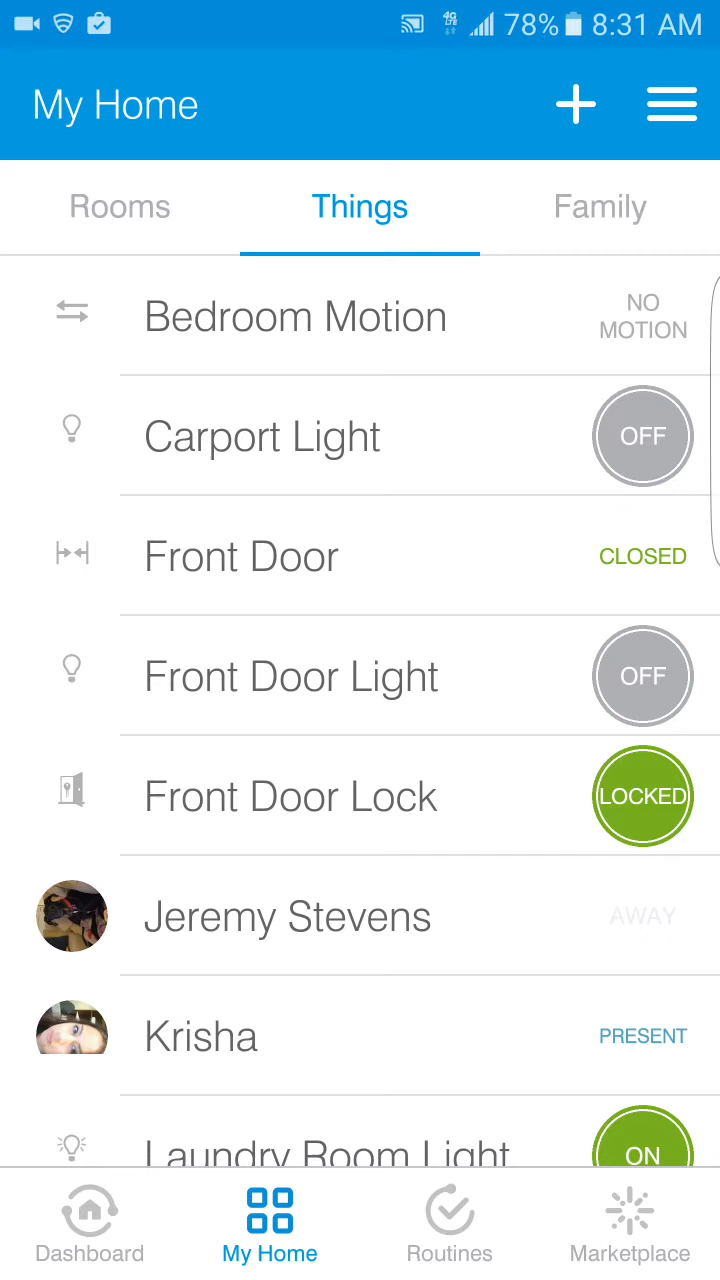 4G LTE 78% 8:31 AM
My Home
Rooms Things Family
Bedroom Motion NO MOTION
Carport Light OFF
Front Door CLOSED
Front Door Light OFF
Front Door Lock LOCKED
Jeremy Stevens AWAY
Krisha PRESENT
Laundry Room Light ON
Dashboard My Home Routines Marketplace